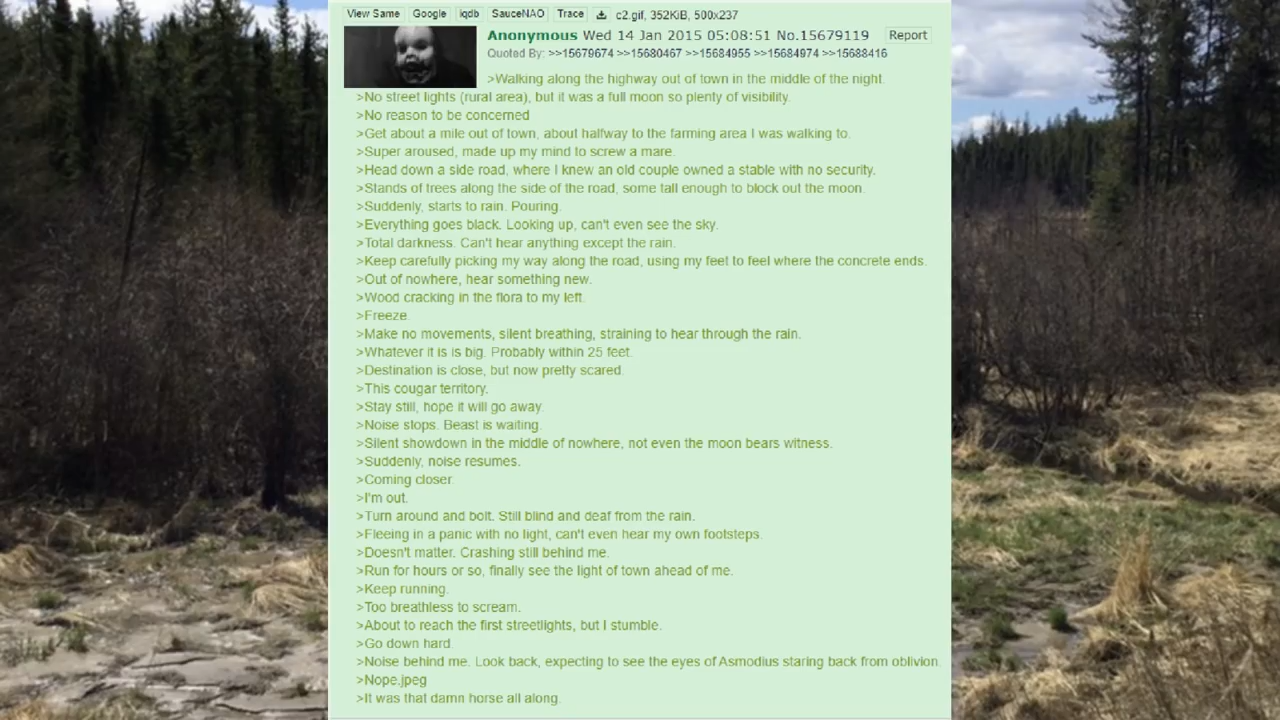 View Same Google iqdb SauceNAO Trace c2.gif, 352KiB, 500x237
Anonymous Wed 14 Jan 2015 05:08:51 No.15679119 Report
Quoted By: >>15679674 >>15680467 >>15684955 >>15684974 >>15688416
>Walking along the highway out of town in the middle of the night.
>No street lights (rural area), but it was a full moon so plenty of visibility.
>No reason to be concerned
>Get about a mile out of town, about halfway to the farming area I was walking to.
>Super aroused, made up my mind to screw a mare.
>Head down a side road, where I knew an old couple owned a stable with no security.
>Stands of trees along the side of the road, some tall enough to block out the moon.
>Suddenly, starts to rain. Pouring.
>Everything goes black. Looking up, can't even see the sky.
>Total darkness. Can't hear anything except the rain.
>Keep carefully picking my way along the road, using my feet to feel where the concrete ends.
>Out of nowhere, hear something new.
>Wood cracking in the flora to my left.
>Freeze.
>Make no movements, silent breathing, straining to hear through the rain.
>Whatever it is is big. Probably within 25 feet.
>Destination is close, but now pretty scared.
>This cougar territory.
>Stay still, hope it will go away.
>Noise stops. Beast is waiting.
>Silent showdown in the middle of nowhere, not even the moon bears witness.
>Suddenly, noise resumes.
>Coming closer.
>I'm out.
>Turn around and bolt. Still blind and deaf from the rain.
>Fleeing in a panic with no light, can't even hear my own footsteps.
>Doesn't matter. Crashing still behind me.
>Run for hours or so, finally see the light of town ahead of me.
>Keep running.
>Too breathless to scream.
>About to reach the first streetlights, but I stumble.
>Go down hard.
>Noise behind me. Look back, expecting to see the eyes of Asmodius staring back from oblivion.
>Nope.jpeg
>It was that damn horse all along.